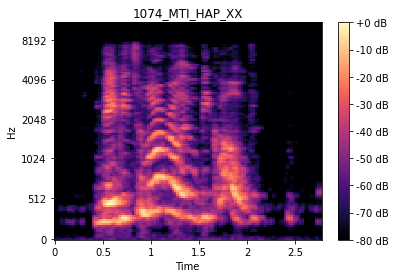 1074_MTI_HAP_XX
+0 dB
8192
-10 dB
4096
-20 dB
-30 dB
2048
Hz
-40 dB
1024
-50 dB
512
-60 dB
-70 dB
0
-80 dB
0 0.5 1 1.5 2 2.5
Time